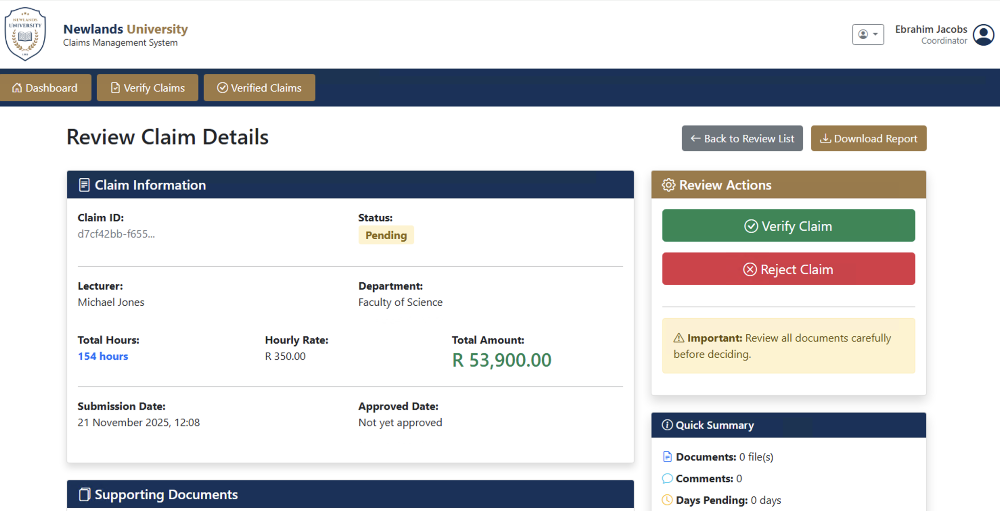 NEWLANDS
UNIVERSITY
Newlands University
Claims Management System
Ebrahim Jacobs
Coordinator
Dashboard
Verify Claims
Verified Claims
Review Claim Details
Back to Review List
Download Report
Claim Information
Claim ID:
d7cf42bb-f655...
Status:
Pending
Lecturer:
Michael Jones
Department:
Faculty of Science
Total Hours:
154 hours
Hourly Rate:
R 350.00
Total Amount:
R 53,900.00
Submission Date:
21 November 2025, 12:08
Approved Date:
Not yet approved
Supporting Documents
Review Actions
Verify Claim
Reject Claim
Important: Review all documents carefully
before deciding.
Quick Summary
Documents: 0 file(s)
Comments: 0
Days Pending: 0 days